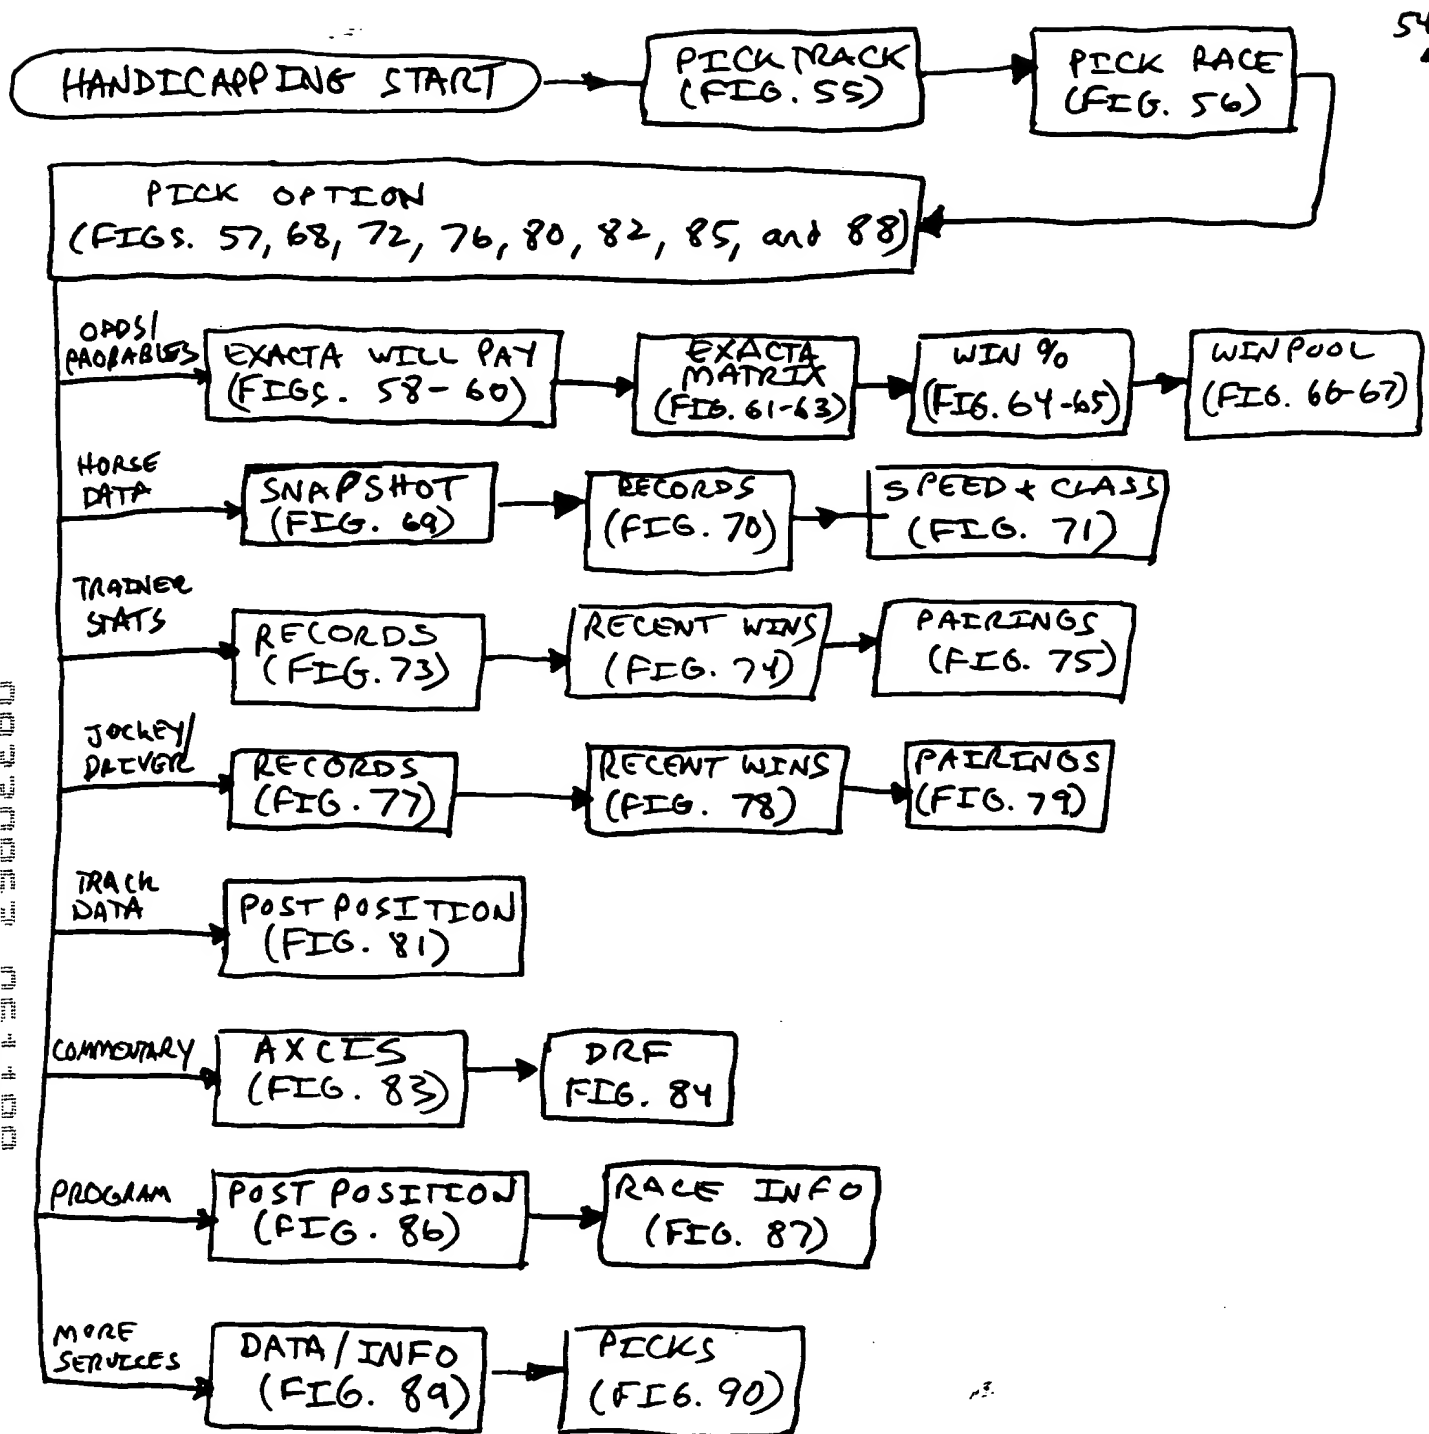 54
HANDICAPPING START
PICK TRACK
(FIG. 55)
PICK RACE
(FIG. 56)
PICK OPTION
(FIGS. 57, 68, 72, 76, 80, 82, 85, and 88)
ODDS/
PROBABLES
EXACTA WILL PAY
(FIGS. 58-60)
EXACTA
MATRIX
(FIG. 61-63)
WIN %
(FIG. 64-65)
WIN POOL
(FIG. 66-67)
HORSE
DATA
SNAPSHOT
(FIG. 69)
RECORDS
(FIG. 70)
SPEED + CLASS
(FIG. 71)
TRAINER
STATS
RECORDS
(FIG. 73)
RECENT WINS
(FIG. 74)
PAIRINGS
(FIG. 75)
JOCKEY/
DRIVER
RECORDS
(FIG. 77)
RECENT WINS
(FIG. 78)
PAIRINGS
(FIG. 79)
TRACK
DATA
POST POSITION
(FIG. 81)
COMMENTARY
AXCIS
(FIG. 83)
DRF
FIG. 84
PROGRAM
POST POSITION
(FIG. 86)
RACE INFO
(FIG. 87)
MORE
SERVICES
DATA/INFO
(FIG. 89)
PICKS
(FIG. 90)